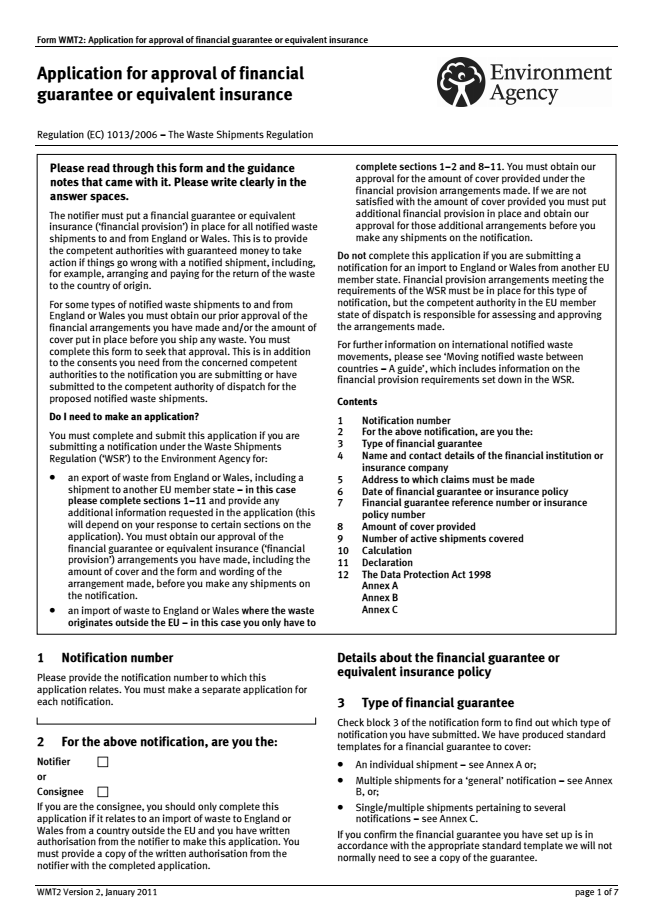 Form WMT2: Application for approval of financial guarantee or equivalent insurance
Application for approval of financial
guarantee or equivalent insurance
Environment
Agency
Regulation (EC) 1013/2006 – The Waste Shipments Regulation
Please read through this form and the guidance
notes that came with it. Please write clearly in the
answer spaces.
The notifier must put a financial guarantee or equivalent
insurance (‘financial provision’) in place for all notified waste
shipments to and from England or Wales. This is to provide
the competent authorities with guaranteed money to take
action if things go wrong with a notified shipment, including,
for example, arranging and paying for the return of the waste
to the country of origin.
For some types of notified waste shipments to and from
England or Wales you must obtain our prior approval of the
financial arrangements you have made and/or the amount of
cover put in place before you ship any waste. You must
complete this form to seek that approval. This is in addition
to the consents you need from the concerned competent
authorities to the notification you are submitting or have
submitted to the competent authority of dispatch for the
proposed notified waste shipments.
Do I need to make an application?
You must complete and submit this application if you are
submitting a notification under the Waste Shipments
Regulation (‘WSR’) to the Environment Agency for:
• an export of waste from England or Wales, including a
shipment to another EU member state – in this case
please complete sections 1–11 and provide any
additional information requested in the application (this
will depend on your response to certain sections on the
application). You must obtain our approval of the
financial guarantee or equivalent insurance (‘financial
provision’) arrangements you have made, including the
amount of cover and the form and wording of the
arrangement made, before you make any shipments on
the notification.
• an import of waste to England or Wales where the waste
originates outside the EU – in this case you only have to
complete sections 1–2 and 8–11. You must obtain our
approval for the amount of cover provided under the
financial provision arrangements made. If we are not
satisfied with the amount of cover provided you must put
additional financial provision in place and obtain our
approval for those additional arrangements before you
make any shipments on the notification.
Do not complete this application if you are submitting a
notification for an import to England or Wales from another EU
member state. Financial provision arrangements meeting the
requirements of the WSR must be in place for this type of
notification, but the competent authority in the EU member
state of dispatch is responsible for assessing and approving
the arrangements made.
For further information on international notified waste
movements, please see ‘Moving notified waste between
countries – A guide’, which includes information on the
financial provision requirements set down in the WSR.
Contents
1 Notification number
2 For the above notification, are you the:
3 Type of financial guarantee
4 Name and contact details of the financial institution or
insurance company
5 Address to which claims must be made
6 Date of financial guarantee or insurance policy
7 Financial guarantee reference number or insurance
policy number
8 Amount of cover provided
9 Number of active shipments covered
10 Calculation
11 Declaration
12 The Data Protection Act 1998
Annex A
Annex B
Annex C
1 Notification number
Please provide the notification number to which this
application relates. You must make a separate application for
each notification.
2 For the above notification, are you the:
Notifier
or
Consignee
If you are the consignee, you should only complete this
application if it relates to an import of waste to England or
Wales from a country outside the EU and you have written
authorisation from the notifier to make this application. You
must provide a copy of the written authorisation from the
notifier with the completed application.
Details about the financial guarantee or
equivalent insurance policy
3 Type of financial guarantee
Check block 3 of the notification form to find out which type of
notification you have submitted. We have produced standard
templates for a financial guarantee to cover:
• An individual shipment – see Annex A or;
• Multiple shipments for a ‘general’ notification – see Annex
B, or;
• Single/multiple shipments pertaining to several
notifications – see Annex C.
If you confirm the financial guarantee you have set up is in
accordance with the appropriate standard template we will not
normally need to see a copy of the guarantee.
WMT2 Version 2, January 2011
page 1 of 7